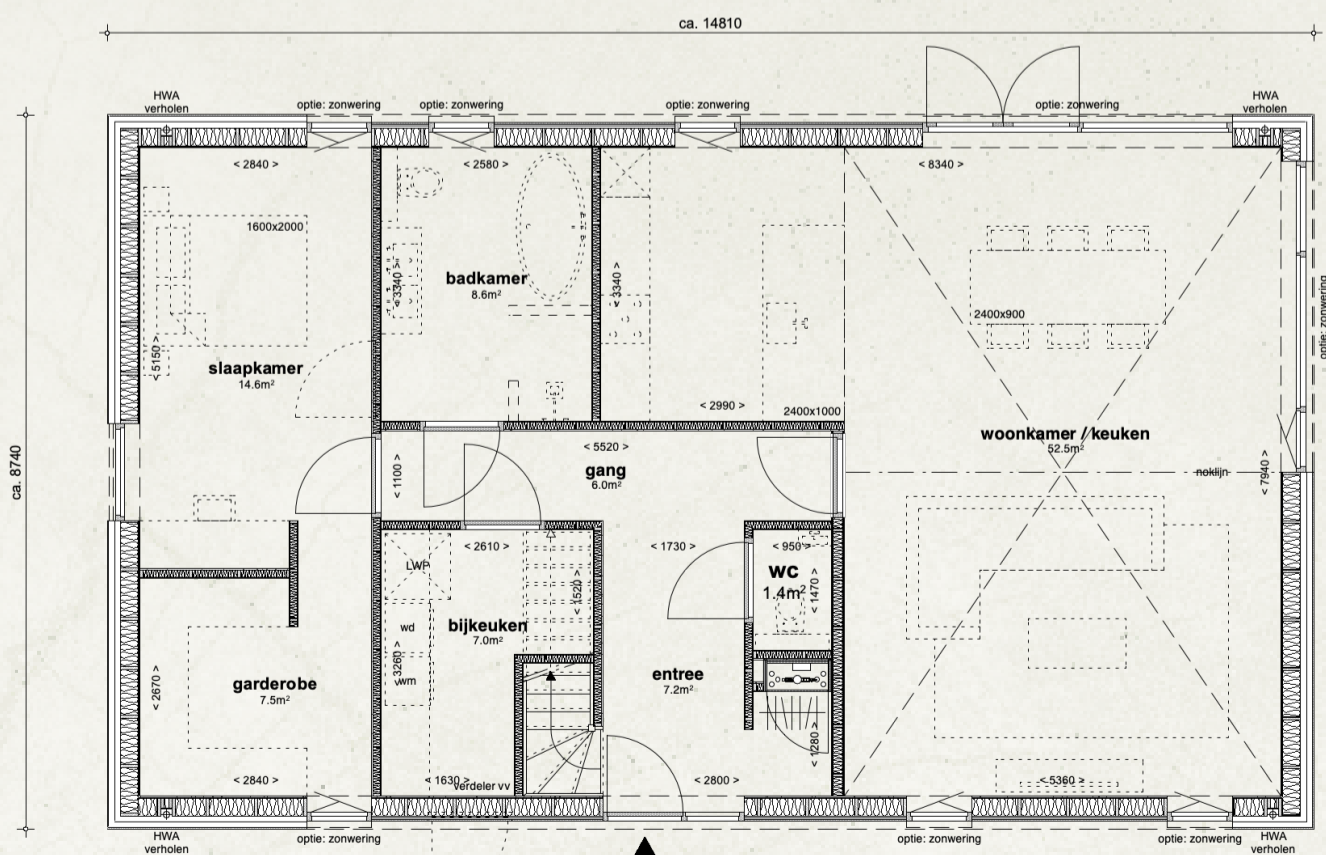 ca. 14810
HWA
verholen
optie: zonwering
optie: zonwering
optie: zonwering
optie: zonwering
HWA
verholen
< 2840 >
< 2580 >
< 8340 >
1600x2000
< 3340 >
badkamer
8.6m²
< 3340 >
2400x900
optie: zonwering
< 5150 >
slaapkamer
14.6m²
< 2990 >
2400x1000
woonkamer / keuken
52.5m²
ca. 8740
< 1100 >
< 5520 >
gang
6.0m²
noklijn
< 7940 >
< 2610 >
< 1730 >
< 950 >
LWP
WC
1.4m²
< 1520 >
< 1470 >
wd
bijkeuken
7.0m²
< 3260 >
wm
< 2670 >
garderobe
7.5m²
entree
7.2m²
< 1280 >
< 2840 >
< 1630 >
verdeler vv
< 2800 >
< 5360 >
HWA
verholen
optie: zonwering
optie: zonwering
optie: zonwering
HWA
verholen